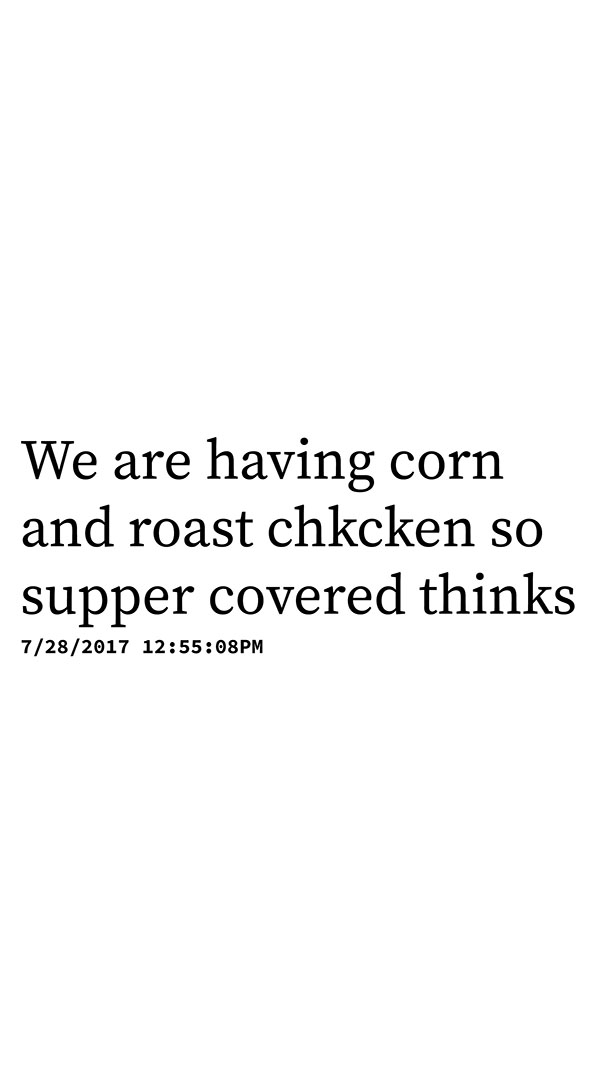 We are having corn
and roast chkcken so
supper covered thinks
7/28/2017 12:55:08PM